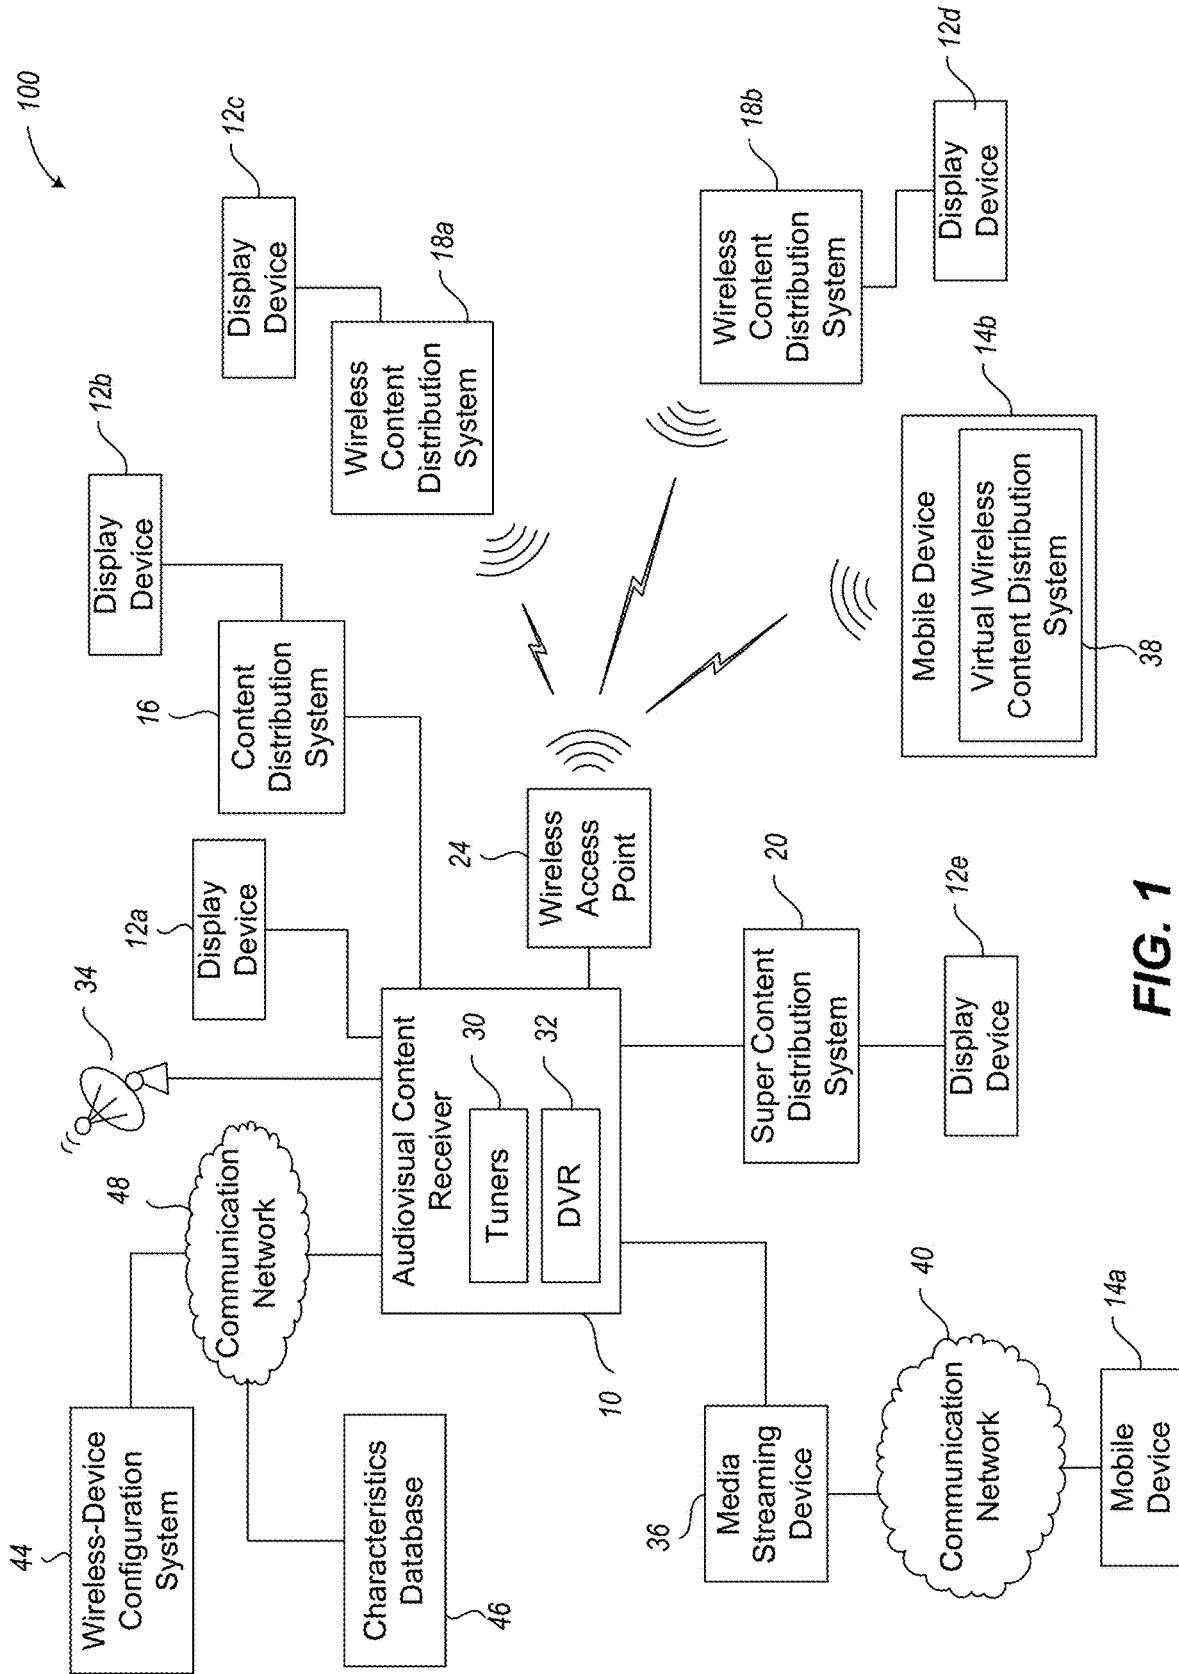 100
34
44
Wireless-Device
Configuration
System
48
Communication
Network
Characteristics
Database
46
12a
Display
Device
16
Content
Distribution
System
12b
Display
Device
12c
Display
Device
18a
Wireless
Content
Distribution
System
Audiovisual Content
Receiver
30
Tuners
32
DVR
10
24
Wireless
Access
Point
18b
Wireless
Content
Distribution
System
12d
Display
Device
36
Media
Streaming
Device
40
Communication
Network
14a
Mobile
Device
20
Super Content
Distribution
System
12e
Display
Device
14b
Mobile Device
Virtual Wireless
Content Distribution
System
38
FIG. 1